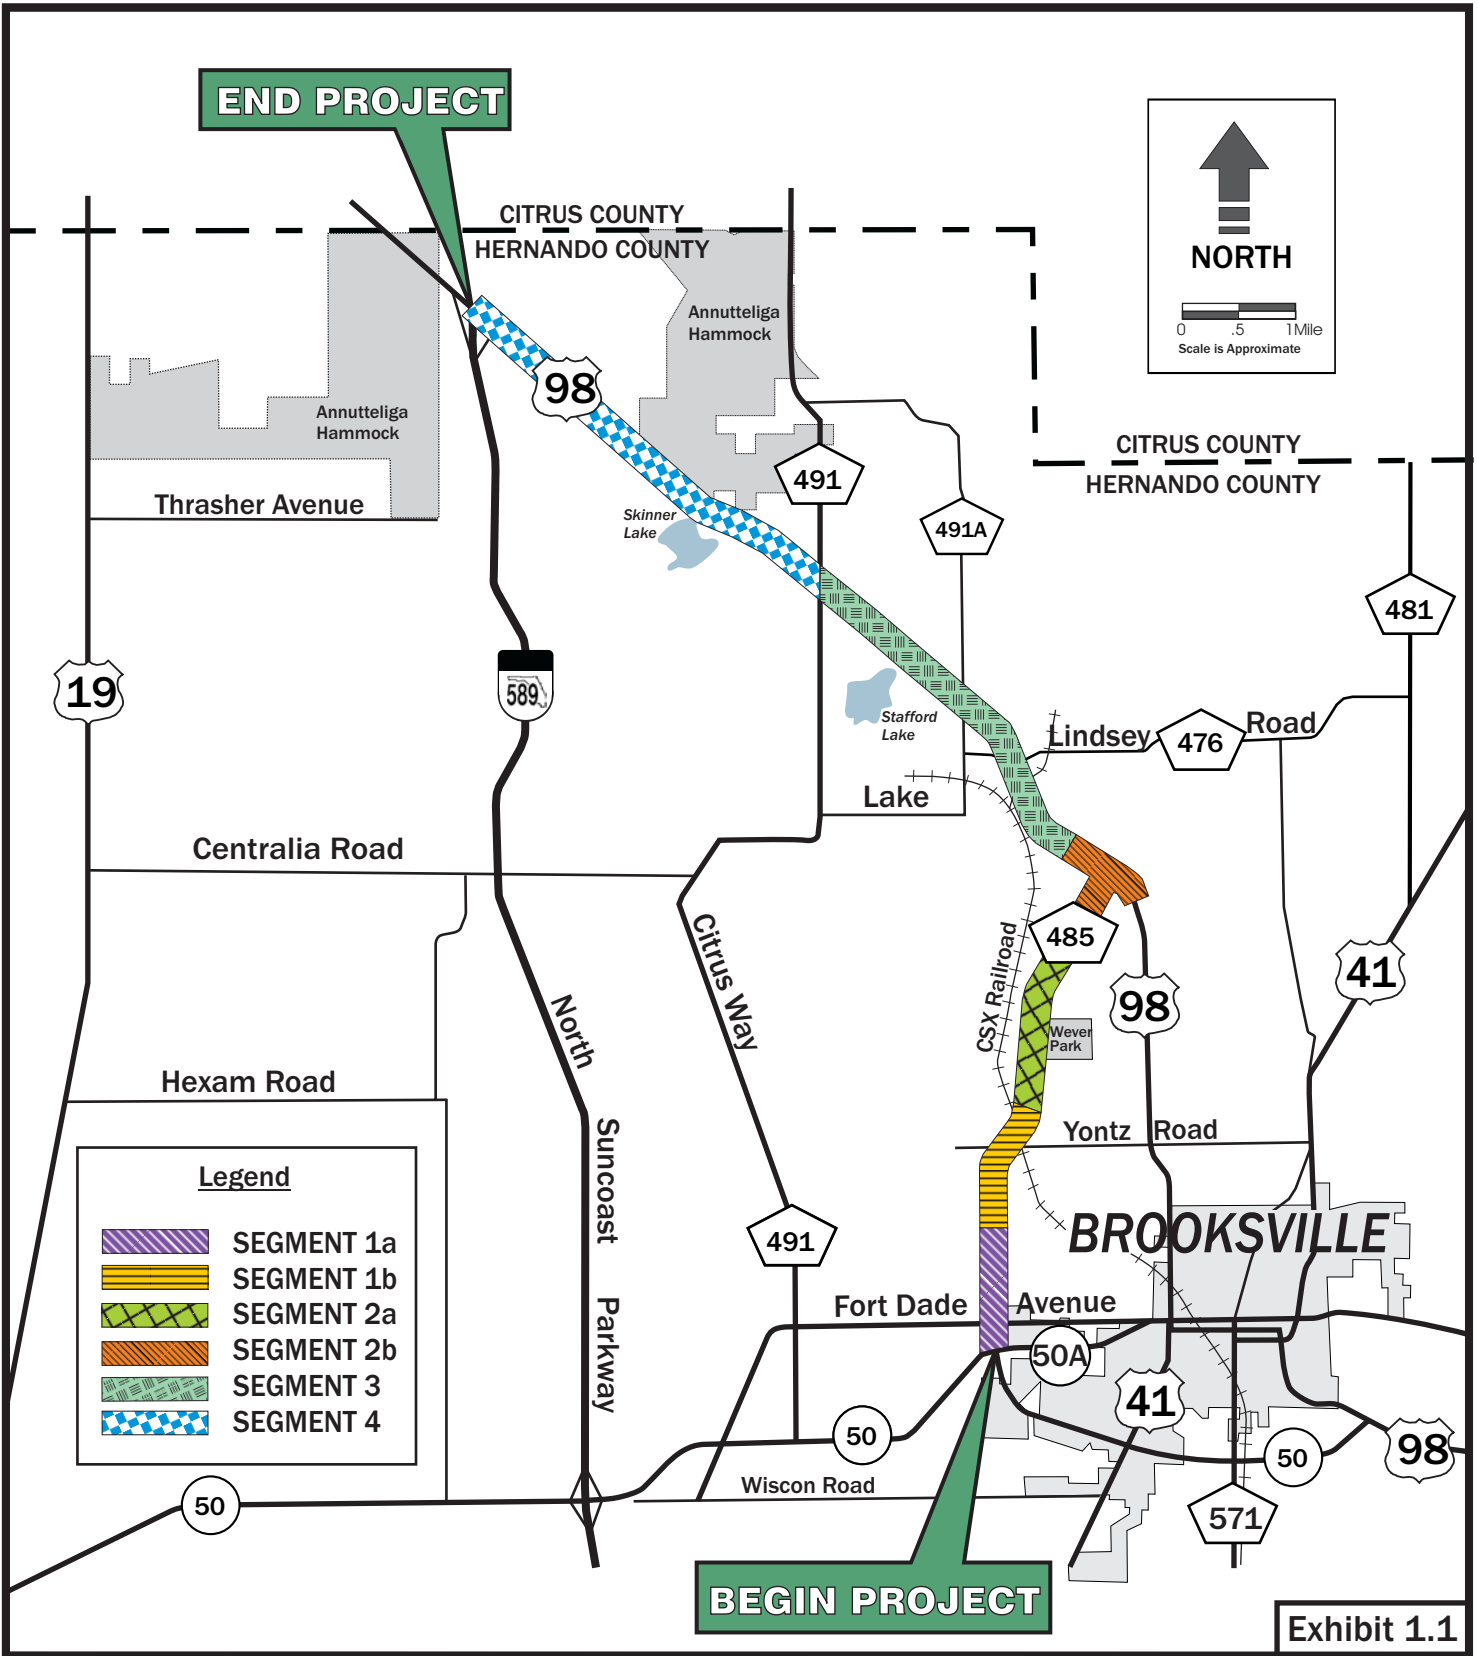 END PROJECT
CITRUS COUNTY
HERNANDO COUNTY
NORTH
0 .5 1Mile
Scale is Approximate
Annutteliga
Hammock
98
Annutteliga
Hammock
CITRUS COUNTY
HERNANDO COUNTY
491
Thrasher Avenue
Skinner
Lake
491A
481
19
589
Stafford
Lake
Lindsey
476
Road
Lake
Centralia Road
Citrus Way
485
CSX Railroad
41
98
North
Wever
Park
Hexam Road
Yontz Road
Suncoast
Legend
SEGMENT 1a
SEGMENT 1b
SEGMENT 2a
SEGMENT 2b
SEGMENT 3
SEGMENT 4
491
BROOKSVILLE
Parkway
Fort Dade Avenue
50A
41
50
50
98
Wiscon Road
50
571
BEGIN PROJECT
Exhibit 1.1